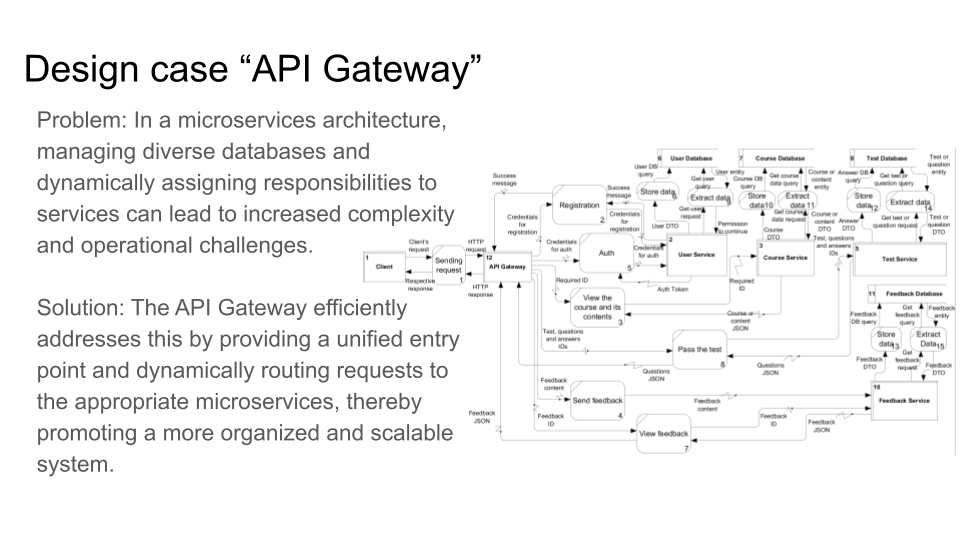 Design case “API Gateway”
Problem: In a microservices architecture,
managing diverse databases and
dynamically assigning responsibilities to
services can lead to increased complexity
and operational challenges.
Solution: The API Gateway efficiently
addresses this by providing a unified entry
point and dynamically routing requests to
the appropriate microservices, thereby
promoting a more organized and scalable
system.
1
Client
Client's
request
Respective
response
Sending
request
1
HTTP
request
HTTP
response
12
API Gateway
Success
message
Credentials
for
registration
Registration
2
Success
message
Credentials
for
registration
Credentials
for auth
Auth
5
Credentials
for auth
Auth Token
Required ID
View the
course and its
contents
3
Required
ID
Course or
content
JSON
Test, questions
and answers
IDs
Pass the test
8
Questions
JSON
Questions
JSON
Test, questions
and answers
IDs
Feedback
content
Send feedback
4
Feedback
content
Feedback
ID
View feedback
7
Feedback
ID
Feedback
JSON
Feedback
JSON
6
User Database
User DB
query
Store data
Get user
query
User entity
Extract data
Get user
request
User DTO
Permission
to continue
2
User Service
7
Course Database
Course DB
query
Get course
data query
Course or
content
entity
Store
data10
Extract
data 11
Get course
data request
Course
DTO
Course or
content
DTO
3
Course Service
8
Test Database
Answer DB
query
Get test or
question query
Test or
question
entity
Store
data12
Extract data
14
Answer
DTO
Get test or
question request
Test or
question
DTO
5
Test Service
11
Feedback Database
Feedback
DB query
Get
feedback
query
Feedback
entity
Store
data13
Extract
Data15
Feedback
DTO
Get
feedback
request
Feedback
DTO
10
Feedback Service